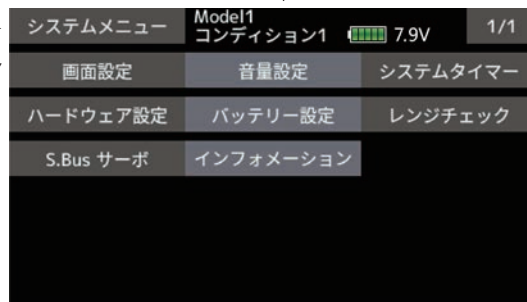 システムメニュー
Model1
コンディション1
7.9V
1/1
画面設定
音量設定
システムタイマー
ハードウェア設定
バッテリー設定
レンジチェック
S.Bus サーボ
インフォメーション